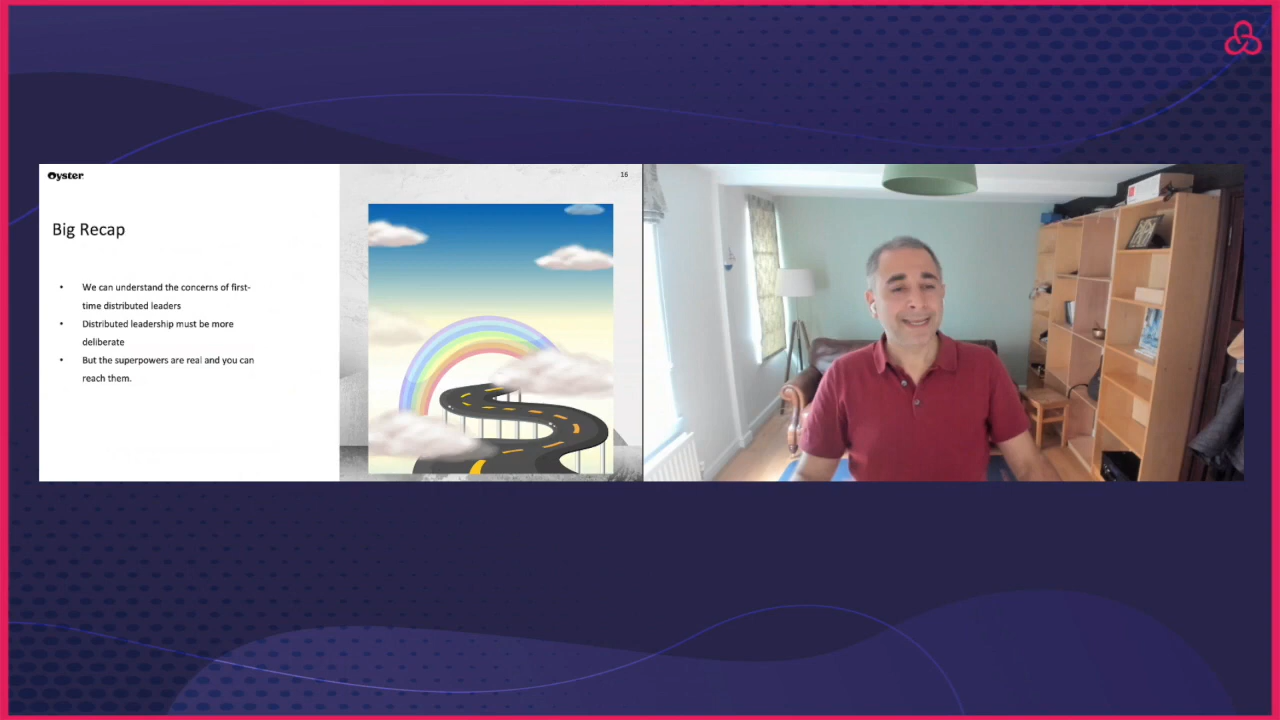 Oyster
16
Big Recap
• We can understand the concerns of first-
time distributed leaders
• Distributed leadership must be more
deliberate
• But the superpowers are real and you can
reach them.